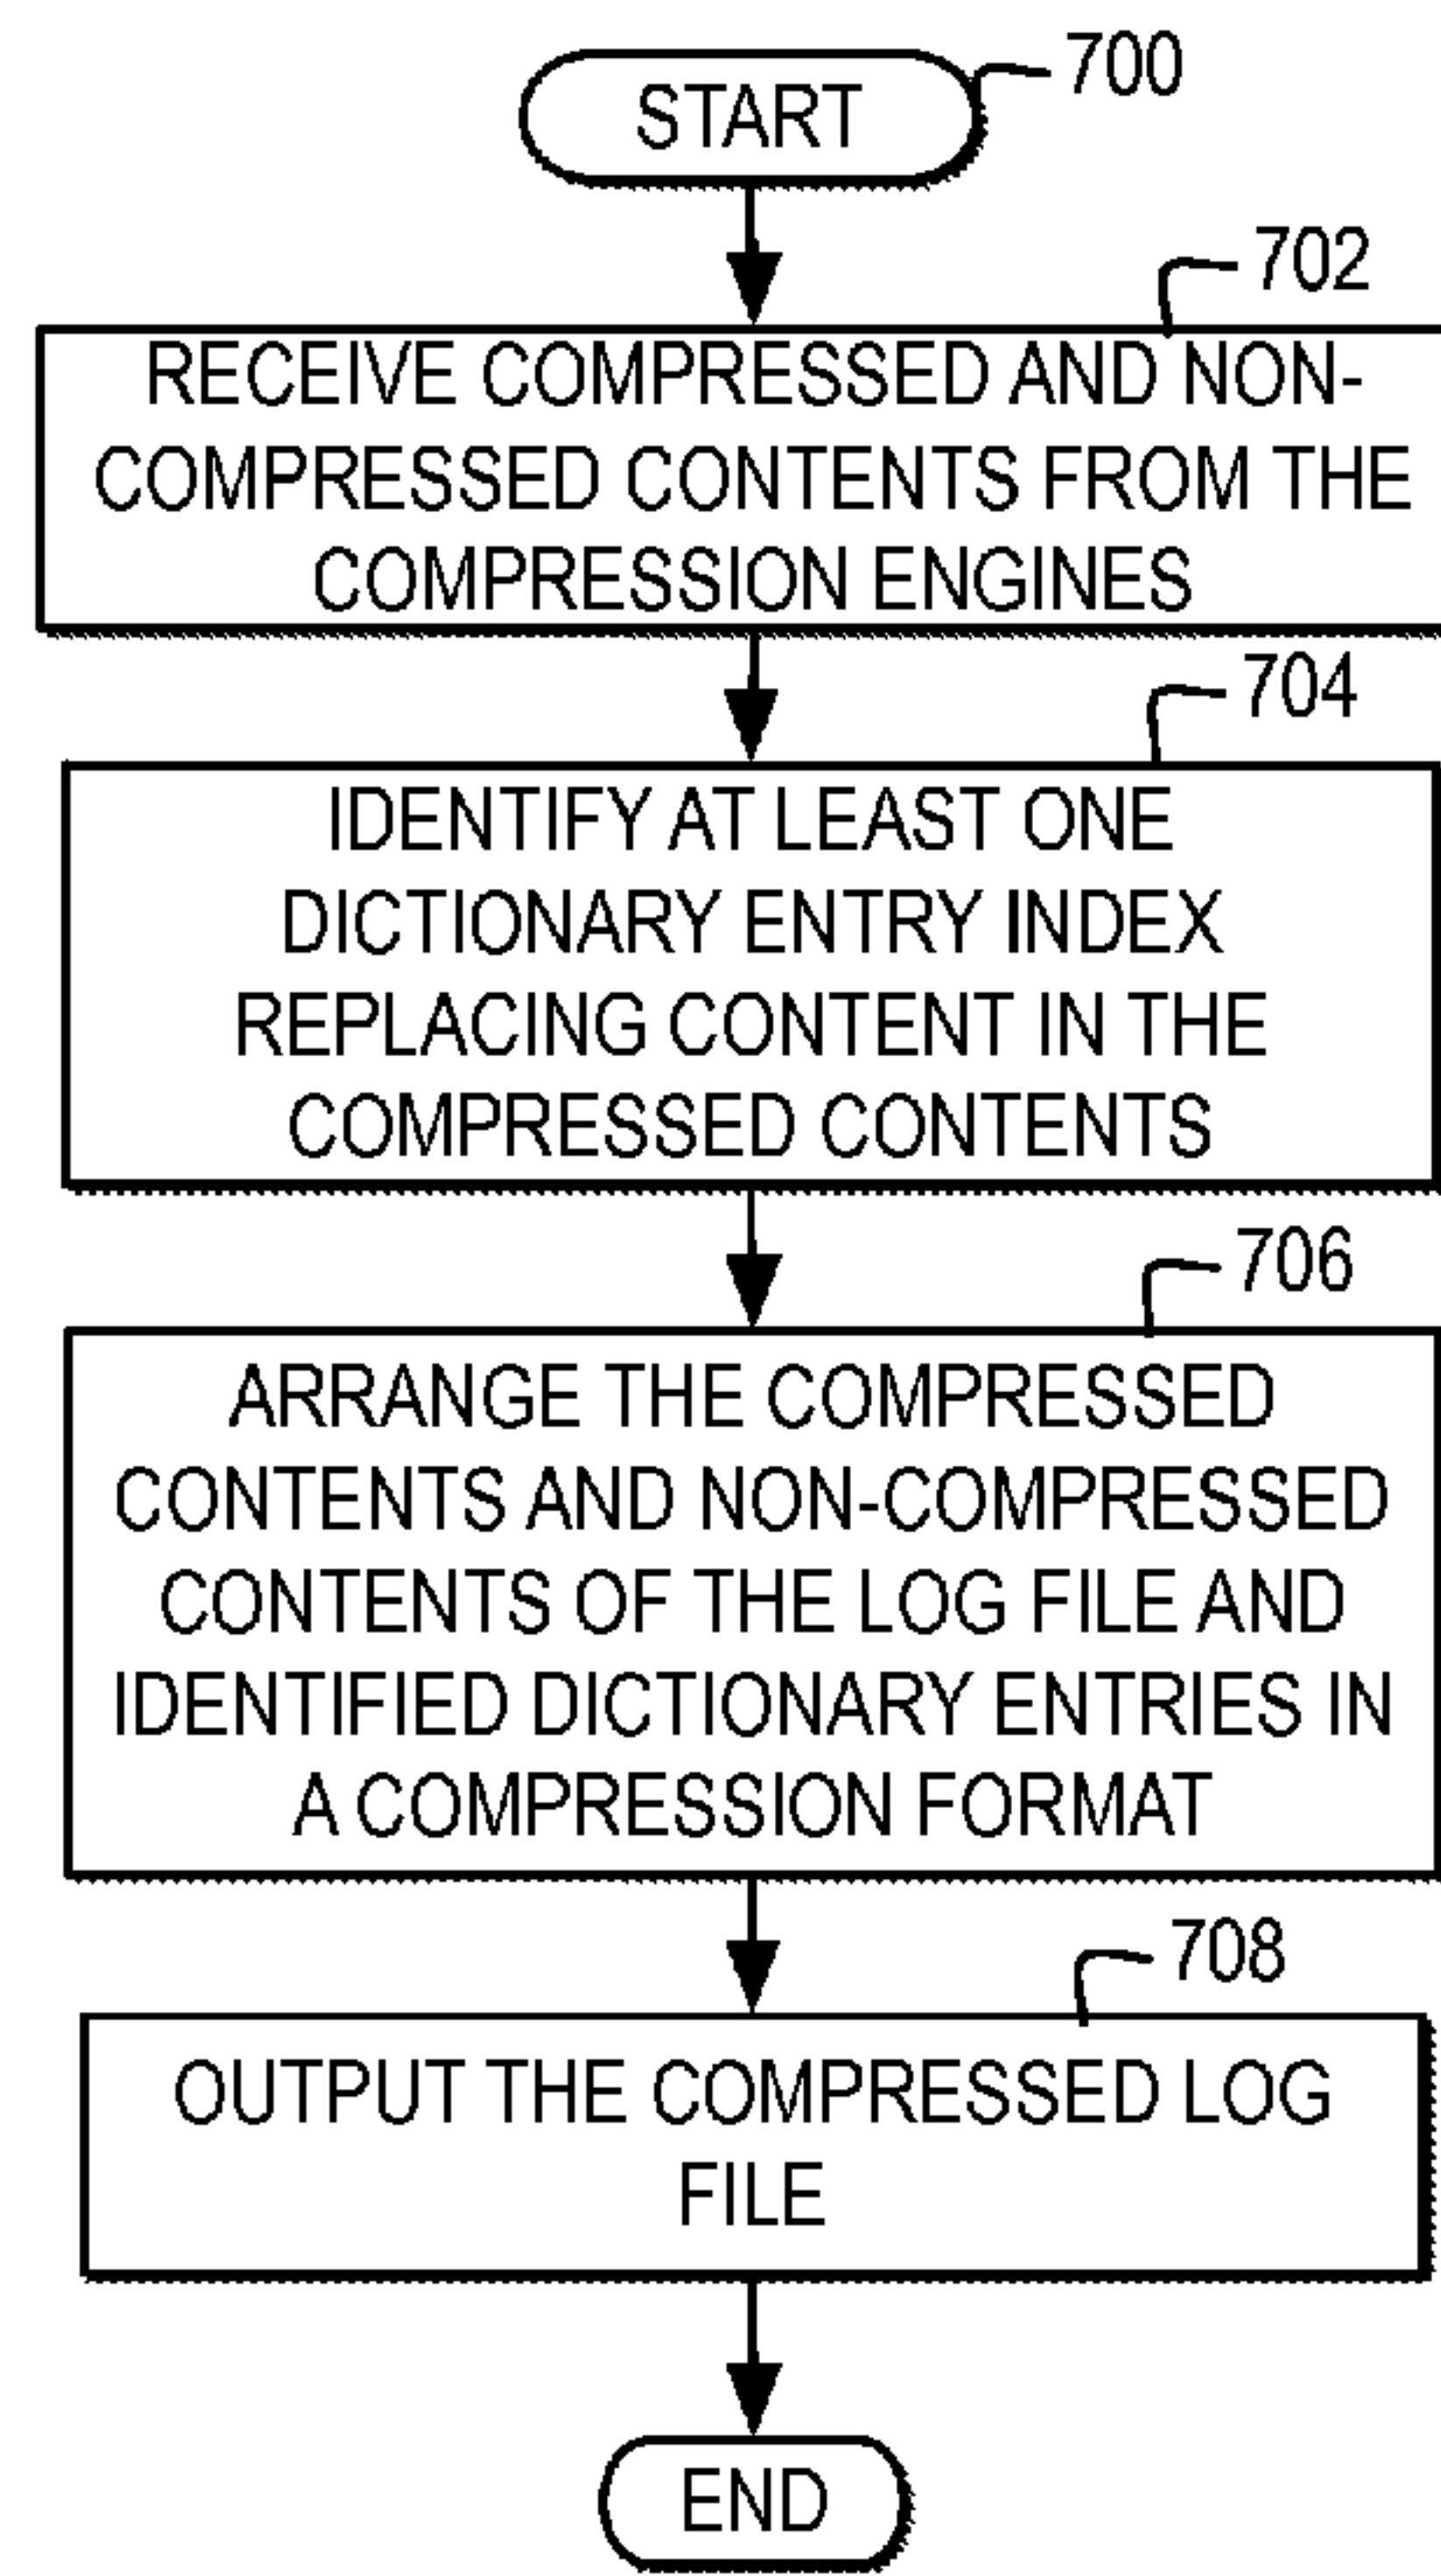 START
700
702
RECEIVE COMPRESSED AND NON-
COMPRESSED CONTENTS FROM THE
COMPRESSION ENGINES
704
IDENTIFY AT LEAST ONE
DICTIONARY ENTRY INDEX
REPLACING CONTENT IN THE
COMPRESSED CONTENTS
706
ARRANGE THE COMPRESSED
CONTENTS AND NON-COMPRESSED
CONTENTS OF THE LOG FILE AND
IDENTIFIED DICTIONARY ENTRIES IN
A COMPRESSION FORMAT
708
OUTPUT THE COMPRESSED LOG
FILE
END